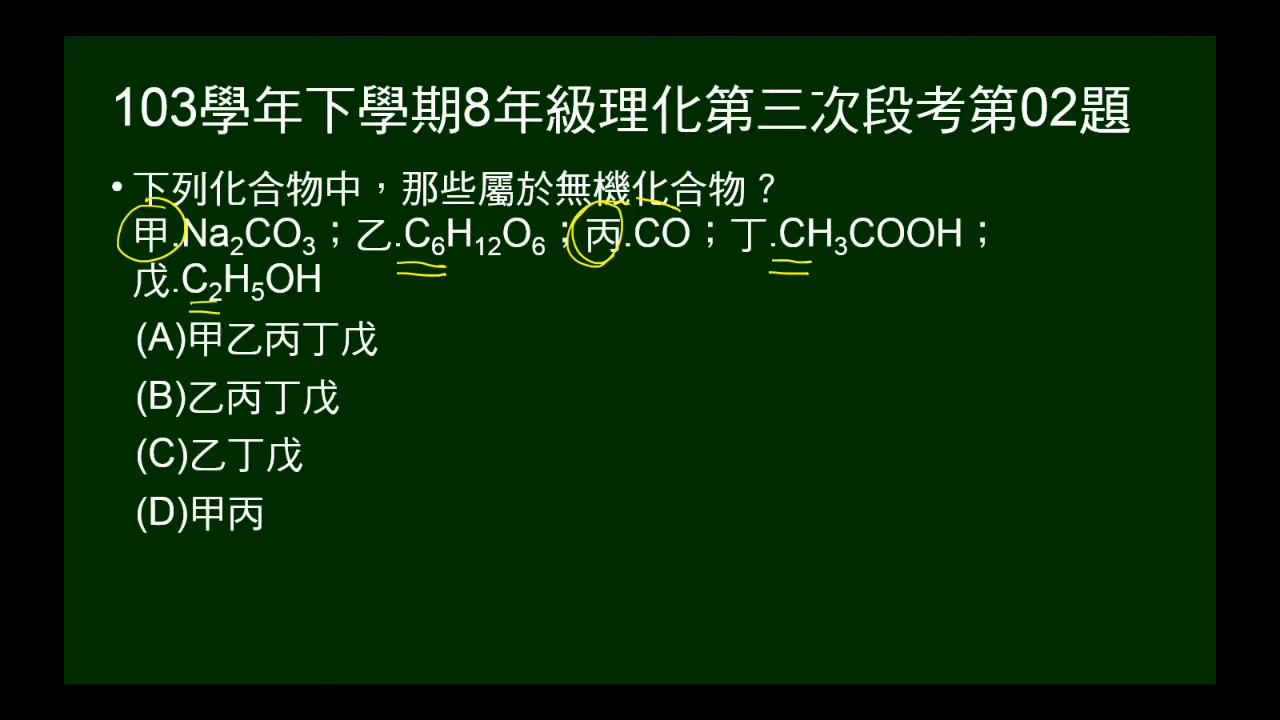 103學年下學期8年級理化第三次段考第02題
•下列化合物中，那些屬於無機化合物？
甲.Na₂CO₃；乙.C₆H₁₂O₆；丙.CO；丁.CH₃COOH；
戊.C₂H₅OH
(A)甲乙丙丁戊
(B)乙丙丁戊
(C)乙丁戊
(D)甲丙